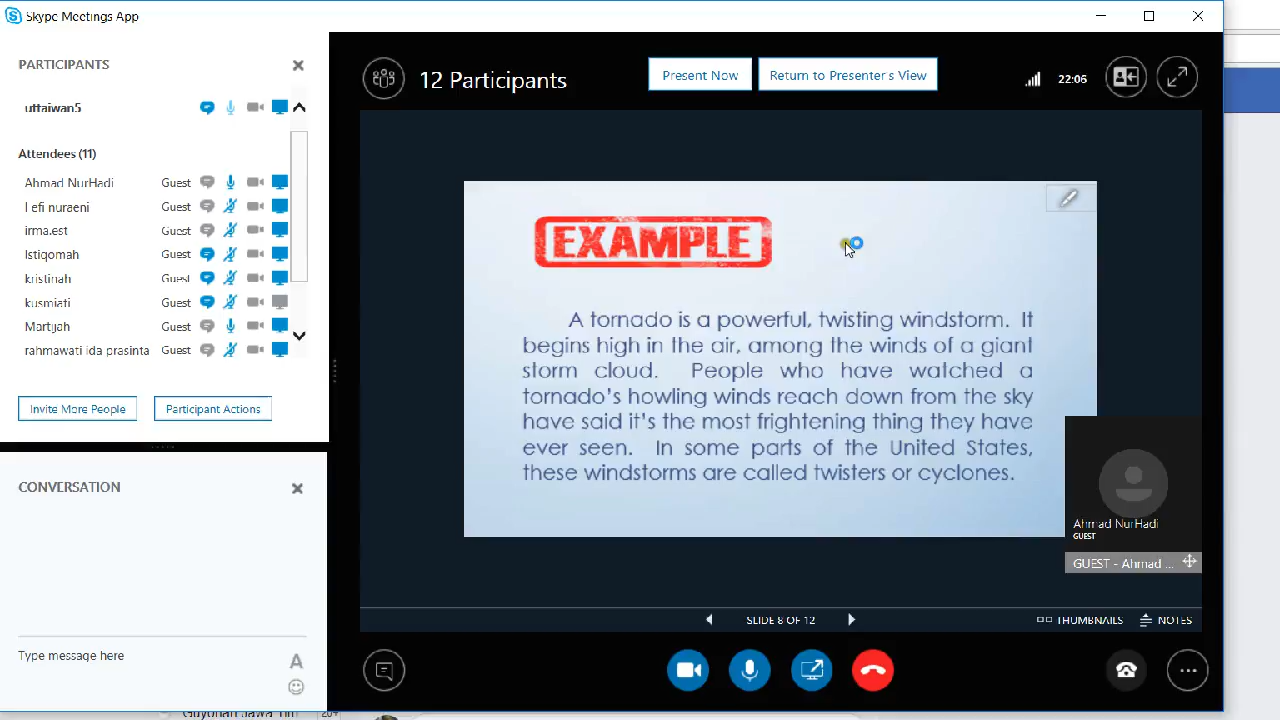 Skype Meetings App
PARTICIPANTS
uttaiwan5
Attendees (11)
Ahmad NurHadi Guest
I efi nuraeni Guest
irma.est Guest
Istiqomah Guest
kristinah Guest
kusmiati Guest
Martijah Guest
rahmawati ida prasinta Guest
Invite More People
Participant Actions
CONVERSATION
Type message here
A
12 Participants
Present Now
Return to Presenter's View
22:06
EXAMPLE
A tornado is a powerful, twisting windstorm. It
begins high in the air, among the winds of a giant
storm cloud. People who have watched a
tornado's howling winds reach down from the sky
have said it's the most frightening thing they have
ever seen. In some parts of the United States,
these windstorms are called twisters or cyclones.
Ahmad NurHadi
GUEST
GUEST - Ahmad ...
SLIDE 8 OF 12
THUMBNAILS
NOTES